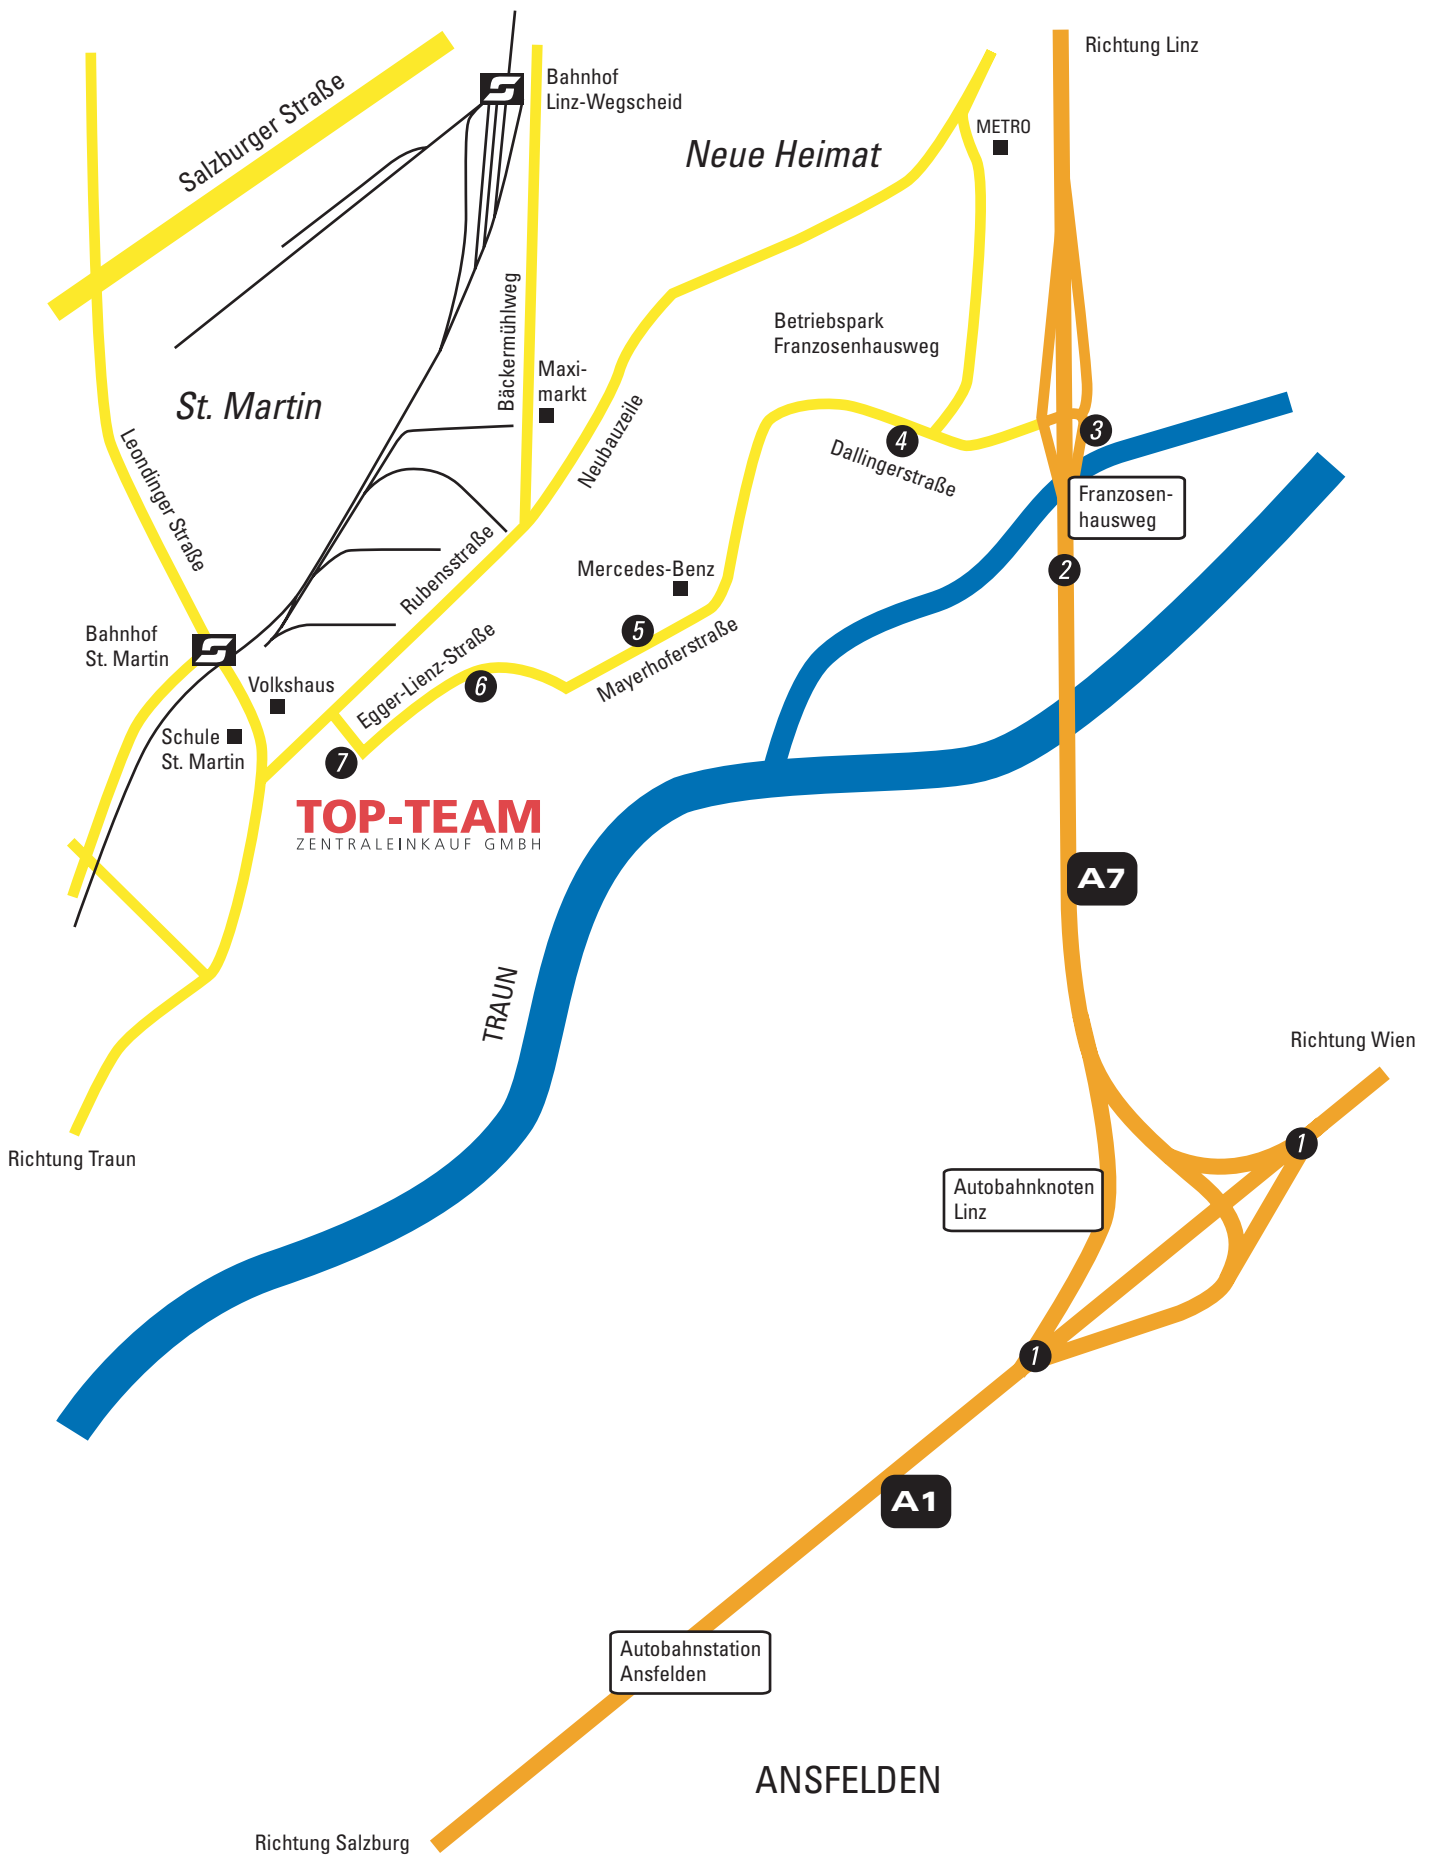 Richtung Linz
Bahnhof
Linz-Wegscheid
Salzburger Straße
METRO
Neue Heimat
Bäckermühlweg
Betriebspark
Franzosenhausweg
Maxi-
markt
St. Martin
Neubauzeile
3
4
Dallingerstraße
Leondinger Straße
Franzosen-
hausweg
2
Rubensstraße
Mercedes-Benz
5
Bahnhof
St. Martin
Mayerhoferstraße
Egger-Lienz-Straße
6
Volkshaus
Schule
St. Martin
7
TOP-TEAM
ZENTRALEINKAUF GMBH
A7
TRAUN
Richtung Wien
1
Richtung Traun
Autobahnknoten
Linz
1
A1
Autobahnstation
Ansfelden
ANSFELDEN
Richtung Salzburg